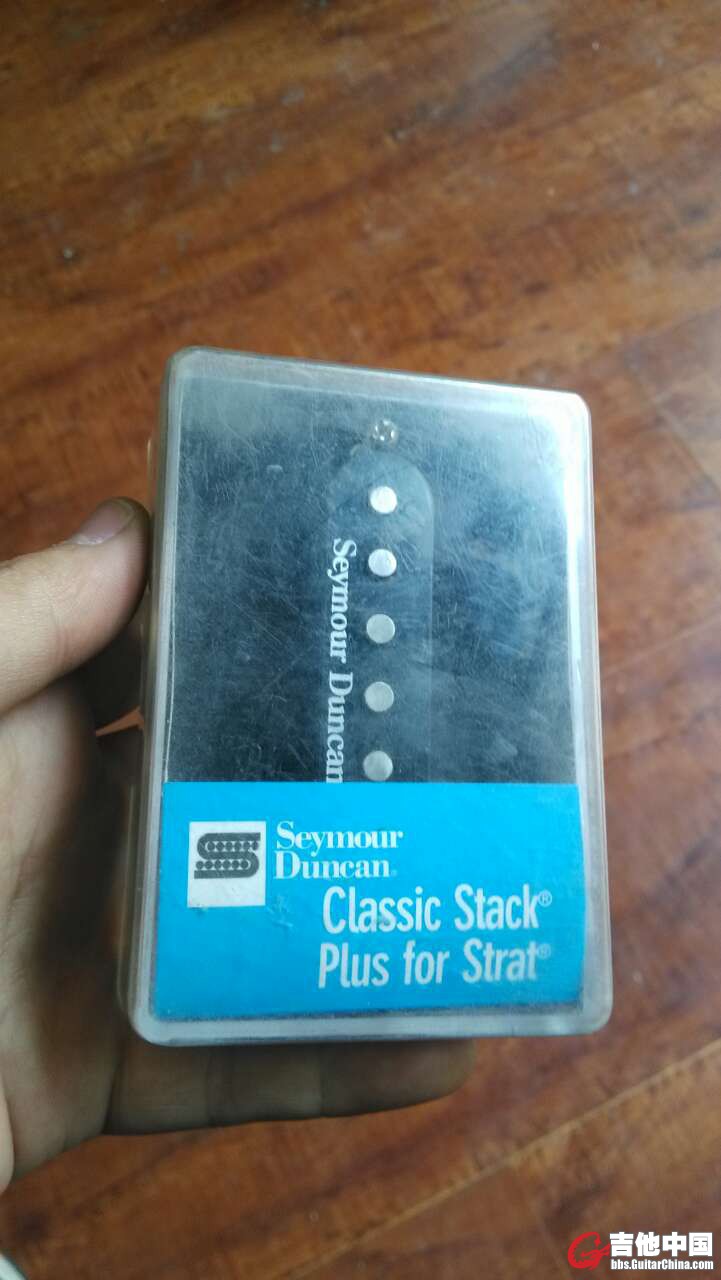 Seymour Duncan
Seymour
Duncan®
Classic Stack®
Plus for Strat®
吉他中国
bbs.GuitarChina.com